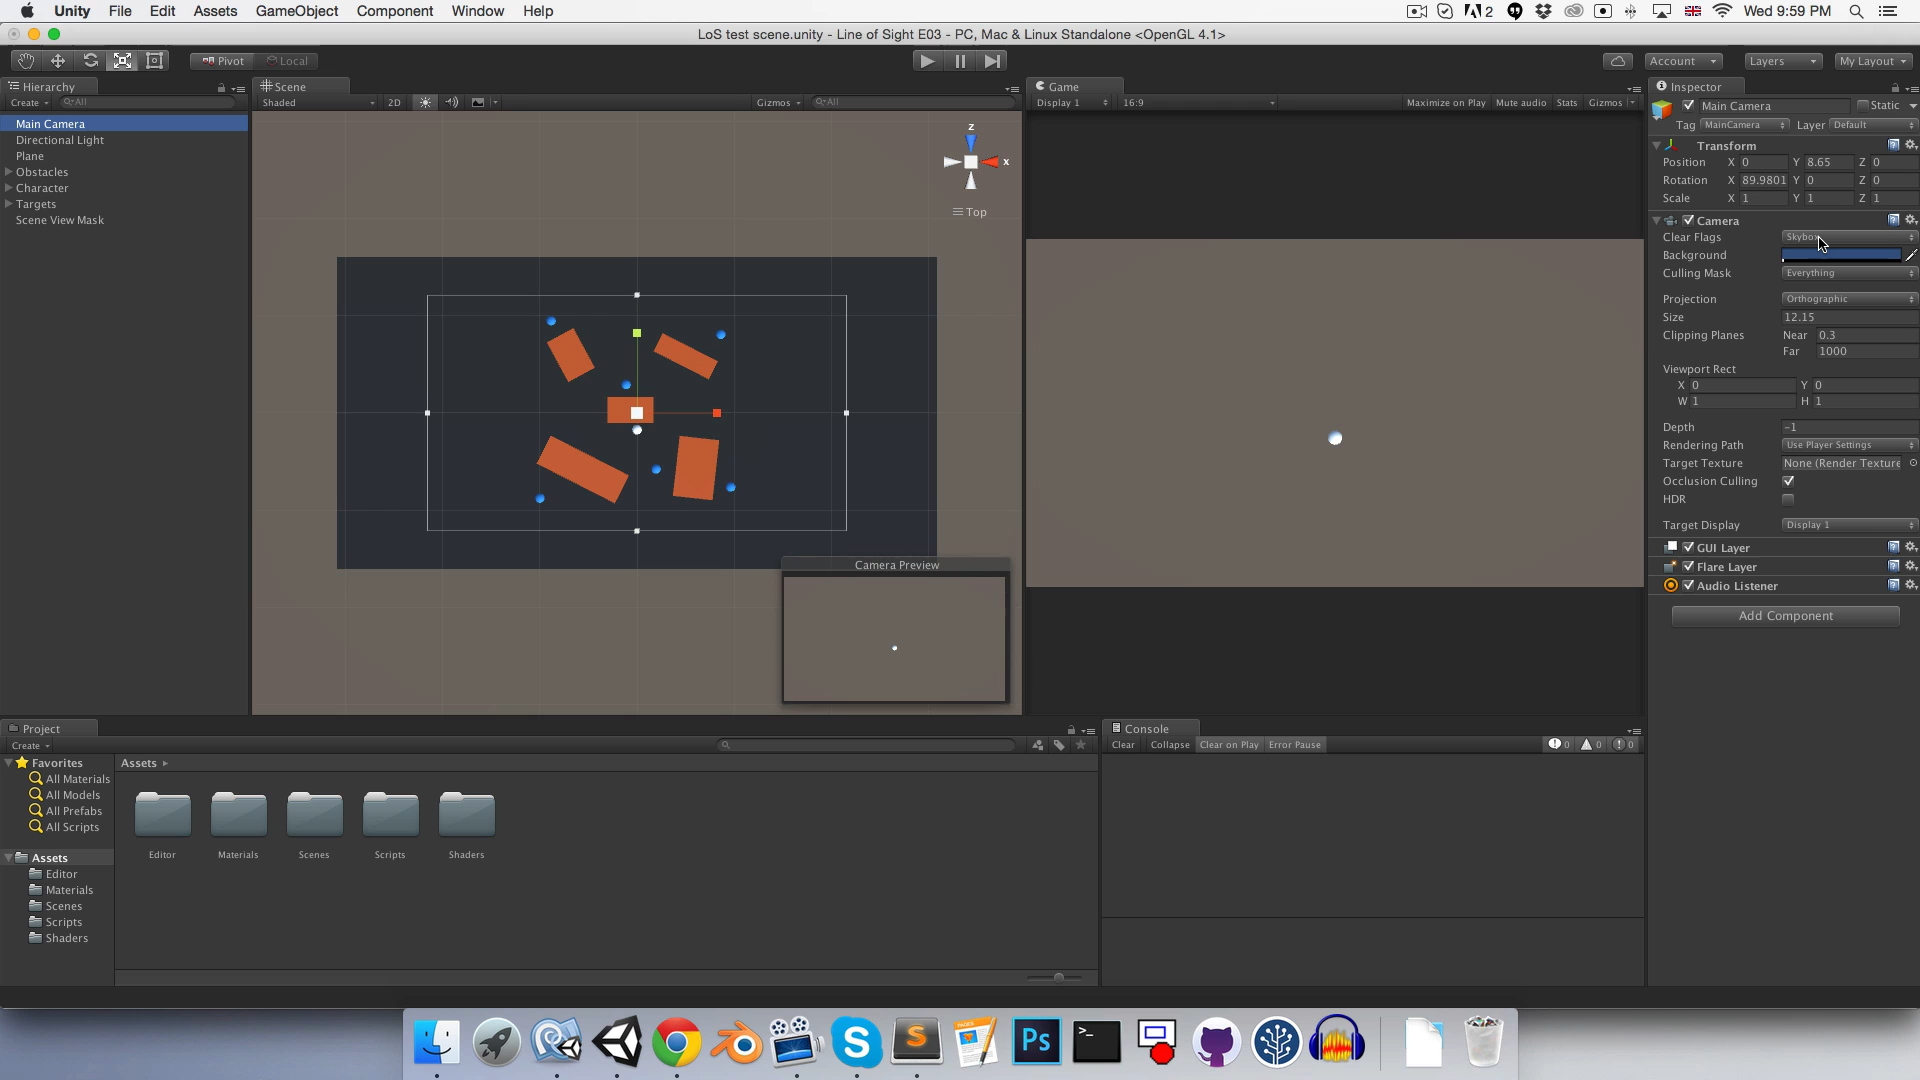 Unity File Edit Assets GameObject Component Window Help
2 Wed 9:59 PM
LoS test scene.unity - Line of Sight E03 - PC, Mac & Linux Standalone <OpenGL 4.1>
Pivot Local
Account Layers My Layout
Hierarchy
Create All
Main Camera
Directional Light
Plane
Obstacles
Character
Targets
Scene View Mask
Scene
Shaded 2D Gizmos All
z
x
Top
Camera Preview
Game
Display 1 16:9 Maximize on Play Mute audio Stats Gizmos
Inspector
Main Camera Static
Tag MainCamera Layer Default
Transform
Position X 0 Y 8.65 Z 0
Rotation X 89.9801 Y 0 Z 0
Scale X 1 Y 1 Z 1
Camera
Clear Flags Skybox
Background
Culling Mask Everything
Projection Orthographic
Size 12.15
Clipping Planes Near 0.3
Far 1000
Viewport Rect
X 0 Y 0
W 1 H 1
Depth -1
Rendering Path Use Player Settings
Target Texture None (Render Texture
Occlusion Culling
HDR
Target Display Display 1
GUI Layer
Flare Layer
Audio Listener
Add Component
Project
Create
Favorites
All Materials
All Models
All Prefabs
All Scripts
Assets
Editor
Materials
Scenes
Scripts
Shaders
Assets
Editor Materials Scenes Scripts Shaders
Console
Clear Collapse Clear on Play Error Pause 0 0 0
S
S
PAGES
Ps
>_